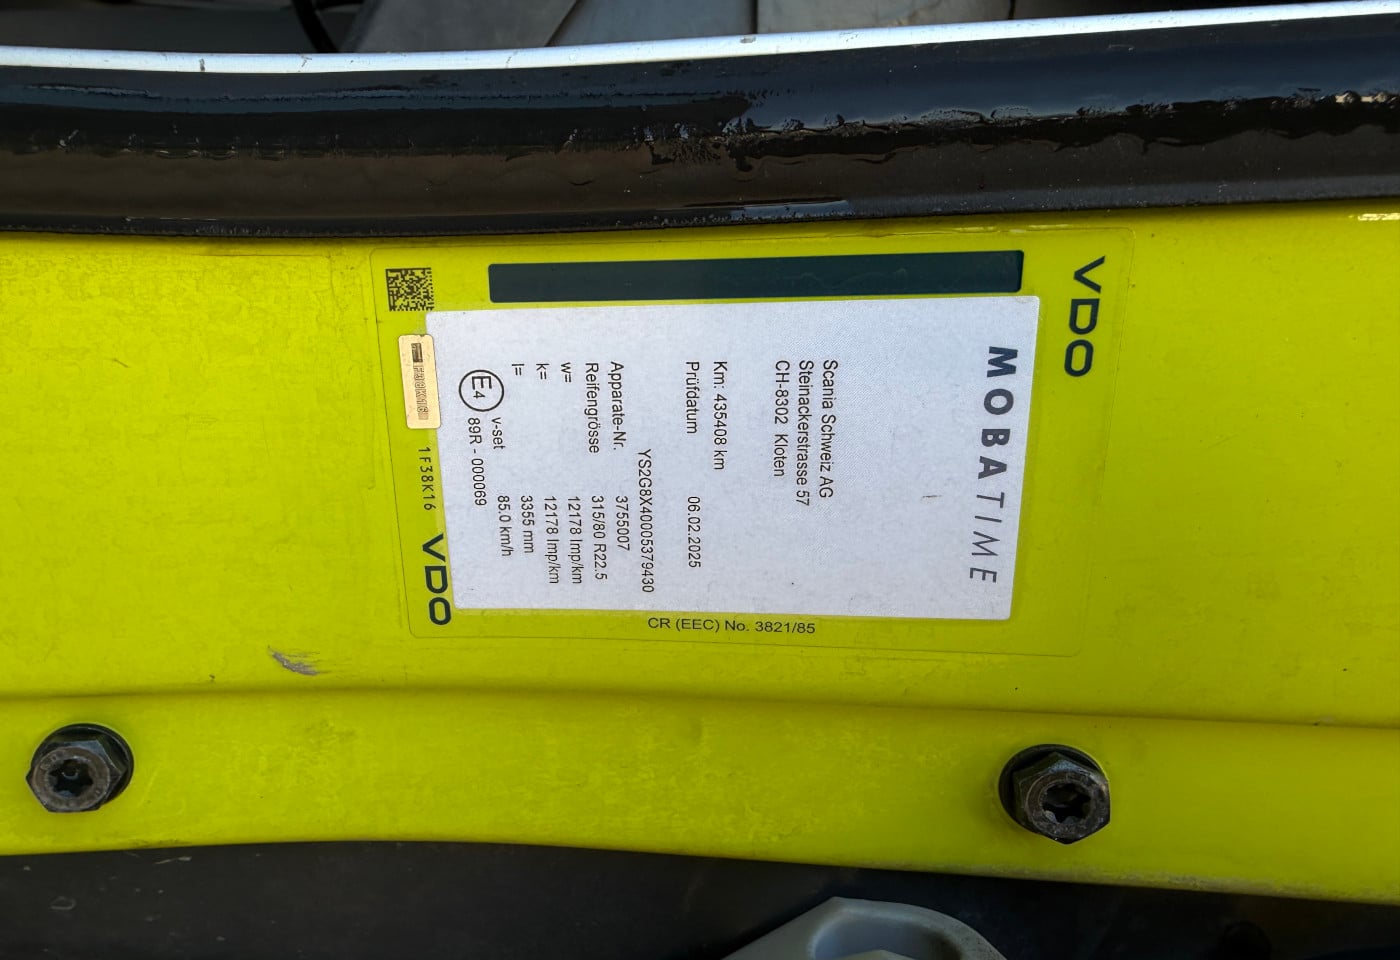 VDO
MOBATIME
Scania Schweiz AG
Steinackerstrasse 57
CH-8302 Kloten
Km: 435408 km
Prüfdatum 06.02.2025
YS2G8X40005379430
Apparate-Nr. 3755007
Reifengrösse 315/80 R22.5
w= 12178 Imp/km
k= 12178 Imp/km
l= 3355 mm
v-set 85.0 km/h
E4 89R - 000069
CR (EEC) No. 3821/85
1F38K16 VDO